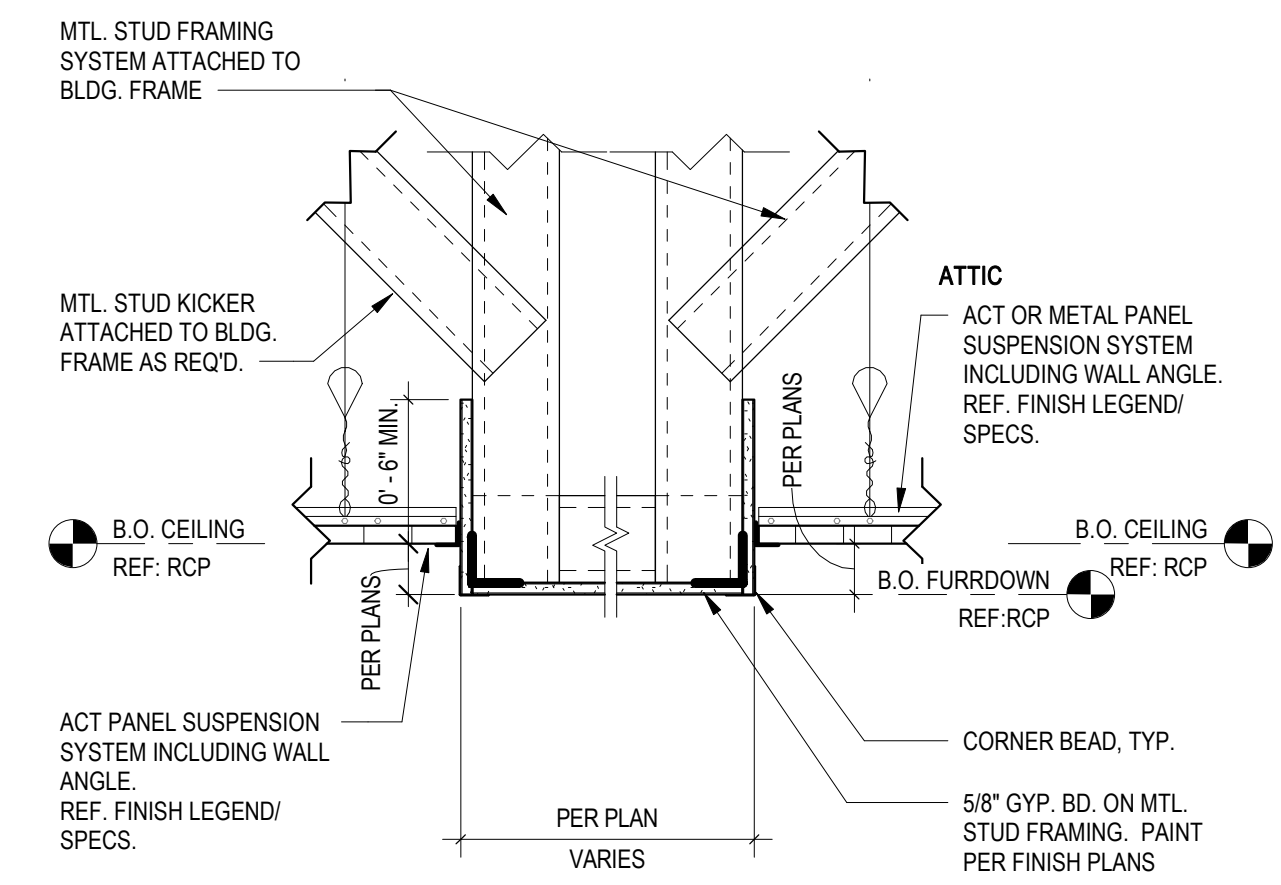 MTL. STUD FRAMING
SYSTEM ATTACHED TO
BLDG. FRAME
MTL. STUD KICKER
ATTACHED TO BLDG.
FRAME AS REQ'D.
ATTIC
ACT OR METAL PANEL
SUSPENSION SYSTEM
INCLUDING WALL ANGLE.
REF. FINISH LEGEND/
SPECS.
0' - 6" MIN.
PER PLANS
B.O. CEILING
REF: RCP
B.O. CEILING
REF: RCP
B.O. FURRDOWN
REF:RCP
PER PLANS
ACT PANEL SUSPENSION
SYSTEM INCLUDING WALL
ANGLE.
REF. FINISH LEGEND/
SPECS.
PER PLAN
VARIES
CORNER BEAD, TYP.
5/8" GYP. BD. ON MTL.
STUD FRAMING. PAINT
PER FINISH PLANS